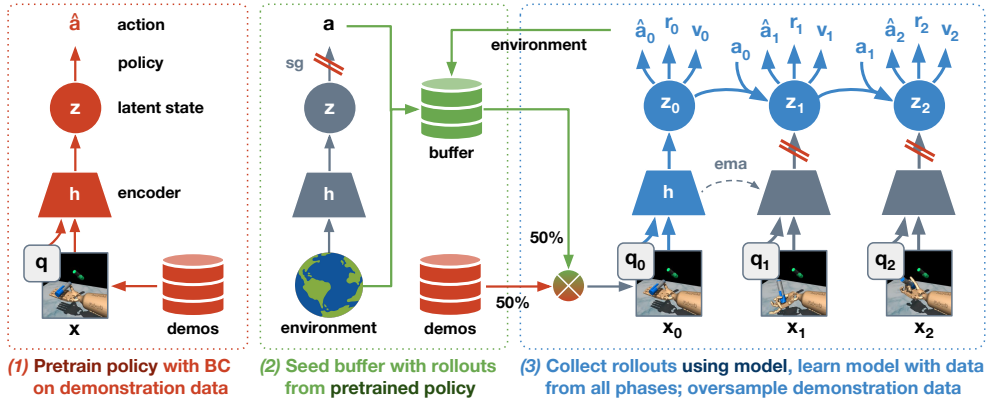 â
action
policy
z
latent state
h
encoder
q
x
demos
(1) Pretrain policy with BC
on demonstration data
a
sg
z
h
environment
buffer
50%
50%
demos
(2) Seed buffer with rollouts
from pretrained policy
environment
â₀ r₀ v₀
a₀
â₁ r₁ v₁
a₁
â₂ r₂ v₂
z₀
z₁
z₂
ema
h
q₀
q₁
q₂
x₀
x₁
x₂
(3) Collect rollouts using model, learn model with data
from all phases; oversample demonstration data